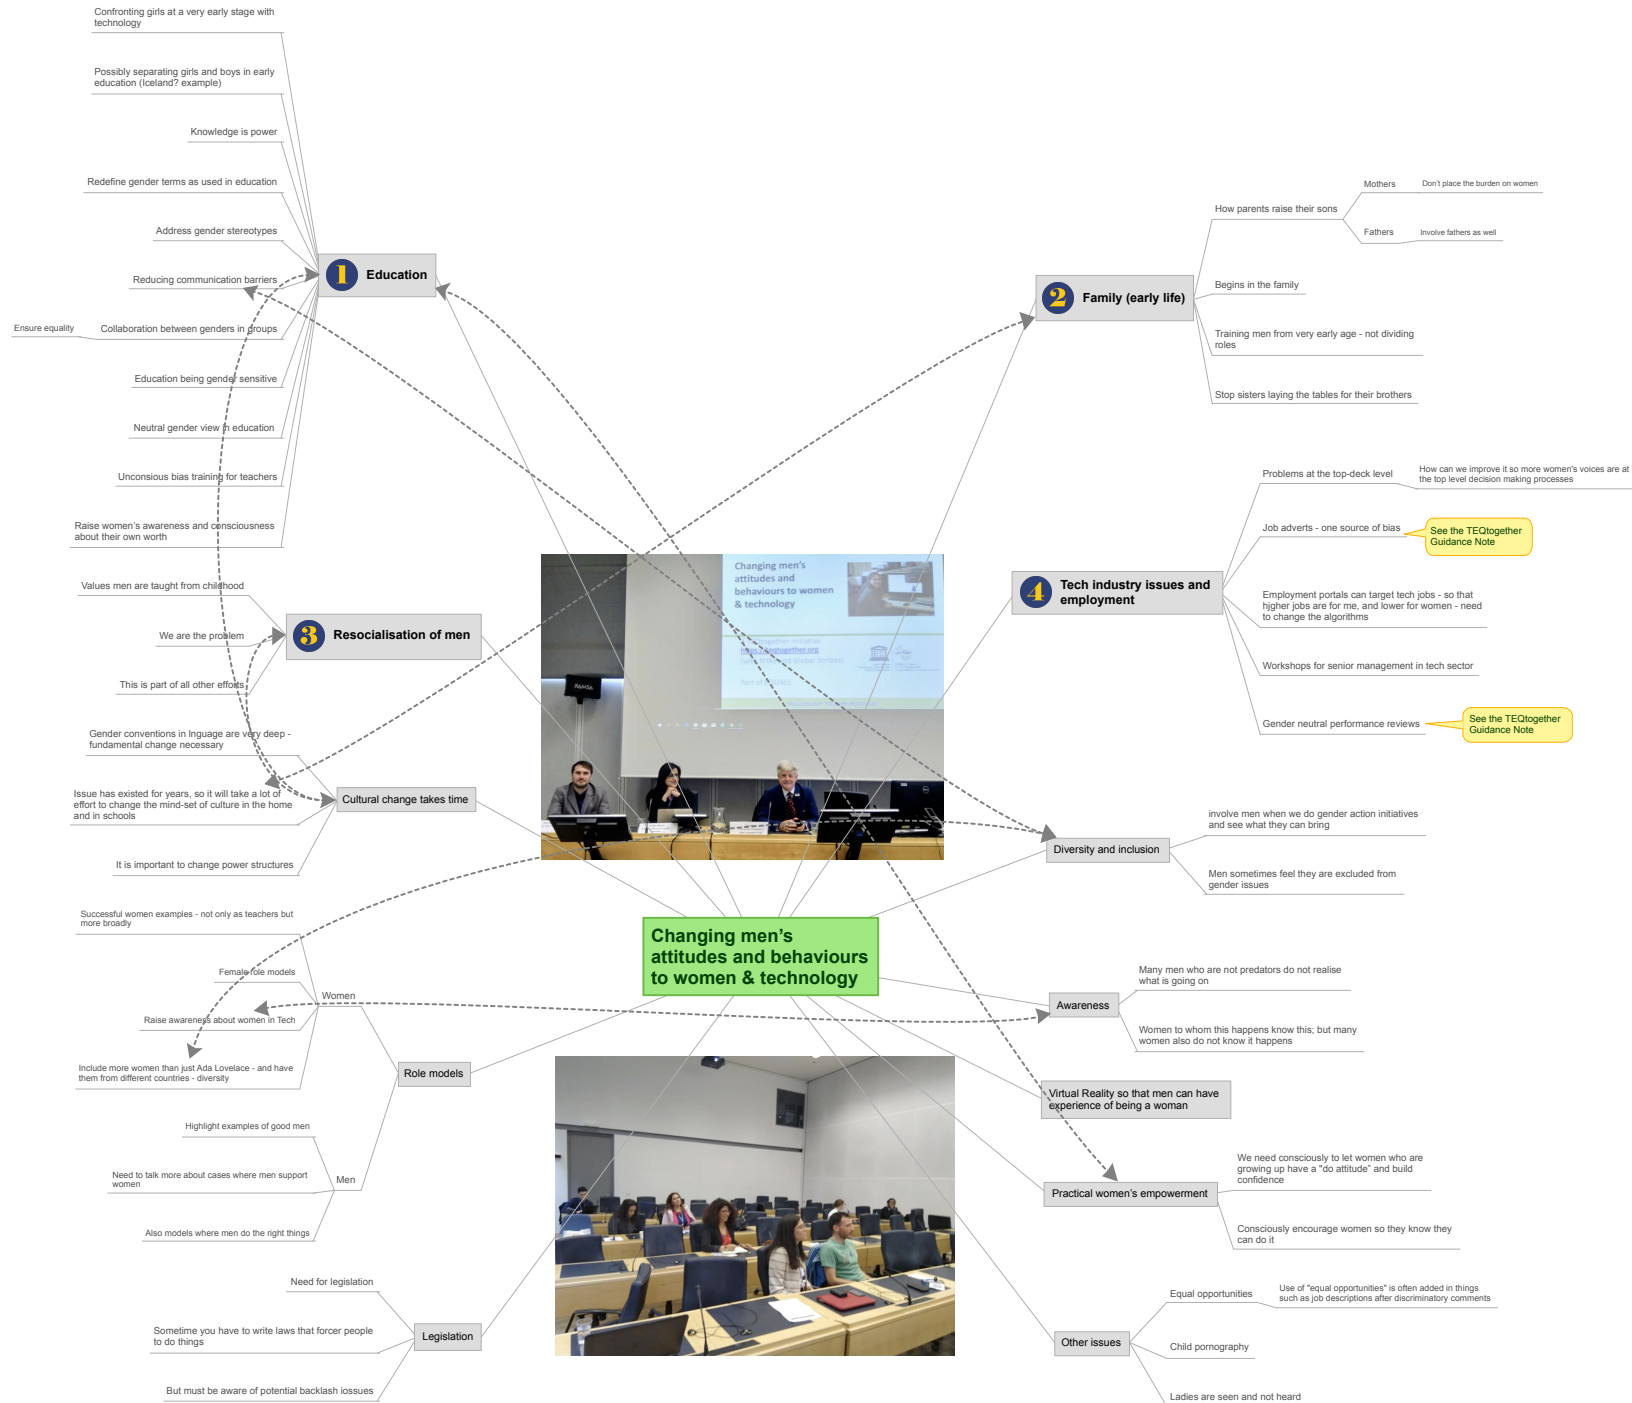 Confronting girls at a very early stage with
technology
Possibly separating girls and boys in early
education (Iceland? example)
Knowledge is power
Redefine gender terms as used in education
Address gender stereotypes
Reducing communication barriers
Ensure equality
Collaboration between genders in groups
Education being gender sensitive
Neutral gender view in education
Unconsious bias training for teachers
Raise women's awareness and consciousness
about their own worth
1
Education
Values men are taught from childhood
We are the problem
This is part of all other efforts
3
Resocialisation of men
Gender conventions in lnguage are very deep -
fundamental change necessary
Issue has existed for years, so it will take a lot of
effort to change the mind-set of culture in the home
and in schools
It is important to change power structures
Cultural change takes time
Successful women examples - not only as teachers but
more broadly
Female role models
Raise awareness about women in Tech
Include more women than just Ada Lovelace - and have
them from different countries - diversity
Women
Highlight examples of good men
Need to talk more about cases where men support
women
Also models where men do the right things
Men
Role models
Need for legislation
Sometime you have to write laws that forcer people
to do things
But must be aware of potential backlash iossues
Legislation
Changing men's
attitudes and
behaviours to women
& technology
https://teqtogether.org
Changing men's
attitudes and behaviours
to women & technology
2
Family (early life)
How parents raise their sons
Mothers
Don't place the burden on women
Fathers
Involve fathers as well
Begins in the family
Training men from very early age - not dividing
roles
Stop sisters laying the tables for their brothers
4
Tech industry issues and
employment
Problems at the top-deck level
How can we improve it so more women's voices are at
the top level decision making processes
Job adverts - one source of bias
See the TEQtogether
Guidance Note
Employment portals can target tech jobs - so that
higher jobs are for me, and lower for women - need
to change the algorithms
Workshops for senior management in tech sector
Gender neutral performance reviews
See the TEQtogether
Guidance Note
Diversity and inclusion
involve men when we do gender action initiatives
and see what they can bring
Men sometimes feel they are excluded from
gender issues
Awareness
Many men who are not predators do not realise
what is going on
Women to whom this happens know this; but many
women also do not know it happens
Virtual Reality so that men can have
experience of being a woman
Practical women's empowerment
We need consciously to let women who are
growing up have a "do attitude" and build
confidence
Consciously encourage women so they know they
can do it
Other issues
Equal opportunities
Use of "equal opportunities" is often added in things
such as job descriptions after discriminatory comments
Child pornography
Ladies are seen and not heard